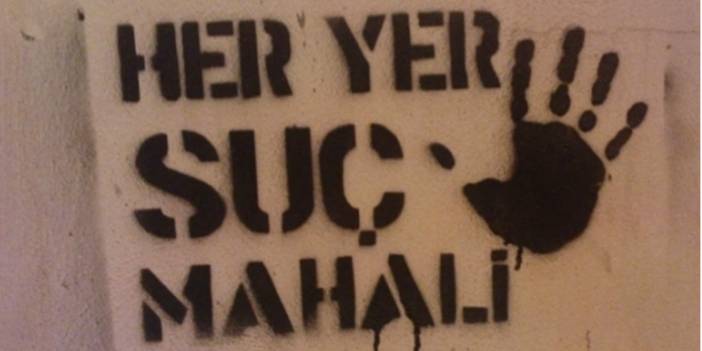 HER YER
SUÇ
MAHALİ